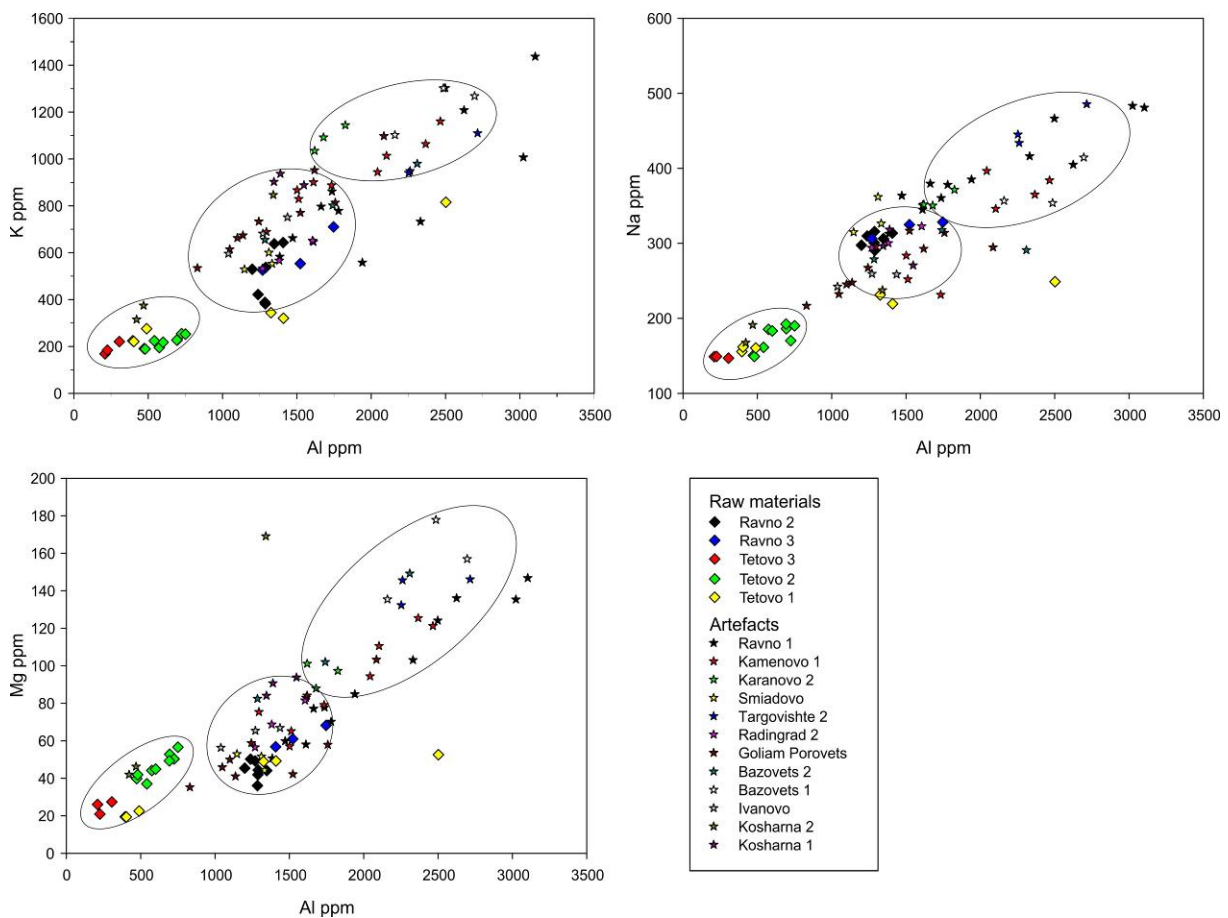 1600
1400
1200
1000
800
600
400
200
0
K ppm
0 500 1000 1500 2000 2500 3000 3500
Al ppm
600
500
400
300
200
100
Na ppm
0 500 1000 1500 2000 2500 3000 3500
Al ppm
200
180
160
140
120
100
80
60
40
20
0
Mg ppm
0 500 1000 1500 2000 2500 3000 3500
Al ppm
Raw materials
Ravno 2
Ravno 3
Tetovo 3
Tetovo 2
Tetovo 1
Artefacts
Ravno 1
Kamenovo 1
Karanovo 2
Smiadovo
Targovishte 2
Radingrad 2
Goliam Porovets
Bazovets 2
Bazovets 1
Ivanovo
Kosharna 2
Kosharna 1